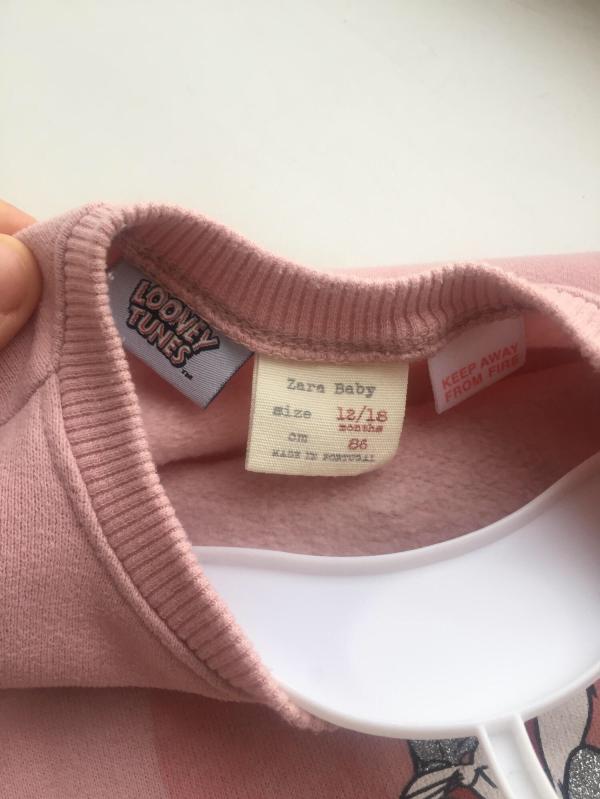 LOONEY
TUNES
TM
Zara Baby
size 12/18
months
cm 86
MADE IN PORTUGAL
KEEP AWAY
FROM FIRE